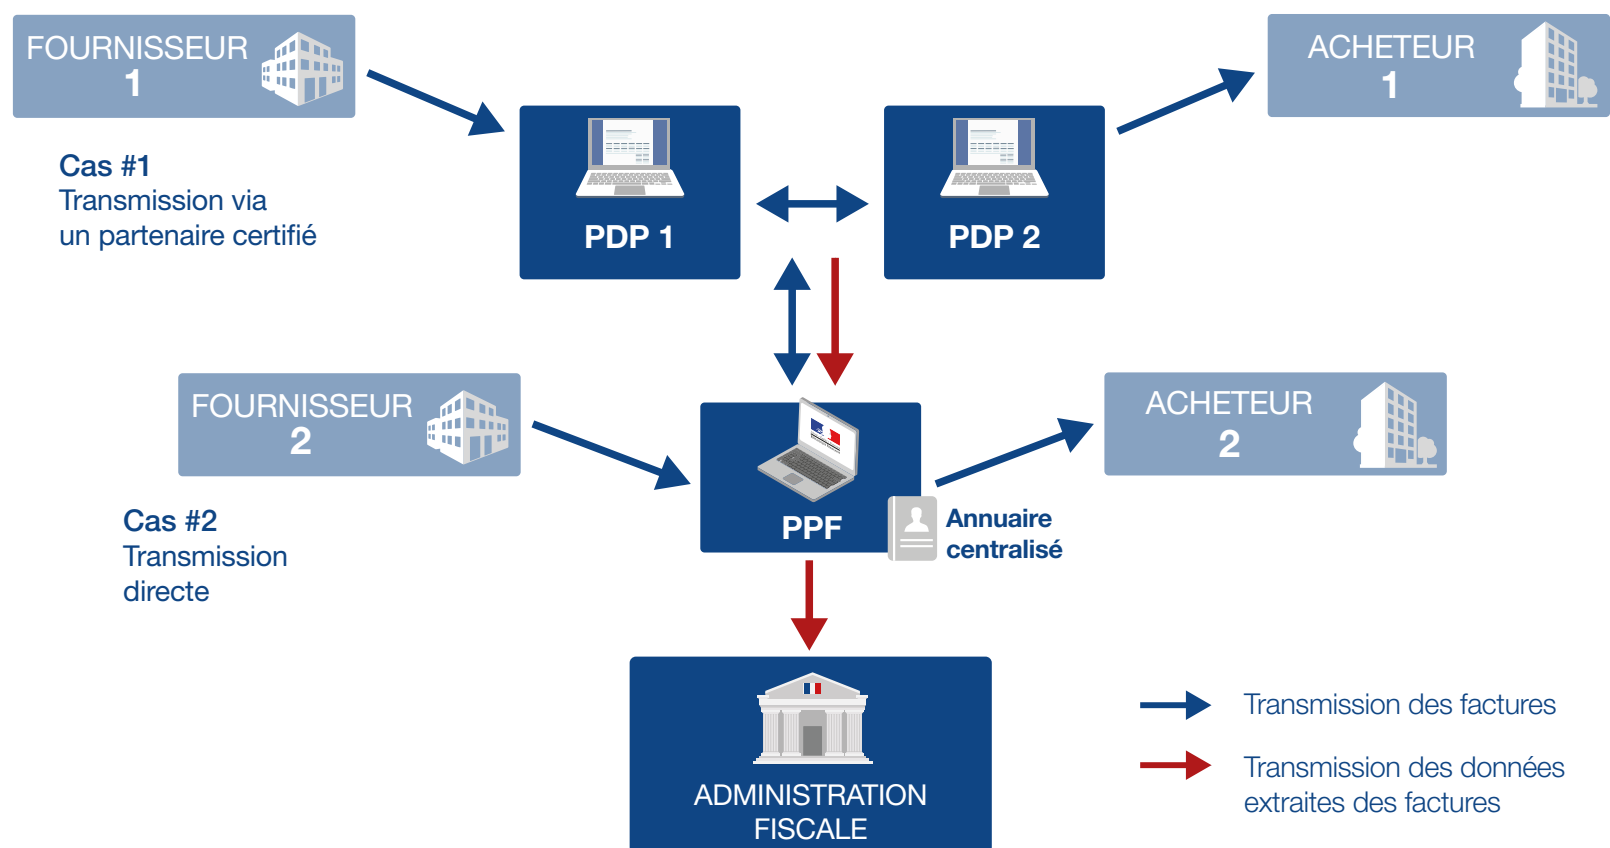 FOURNISSEUR
1
ACHETEUR
1
Cas #1
Transmission via
un partenaire certifié
PDP 1
PDP 2
FOURNISSEUR
2
ACHETEUR
2
Cas #2
Transmission
directe
PPF
Annuaire
centralisé
ADMINISTRATION
FISCALE
Transmission des factures
Transmission des données
extraites des factures